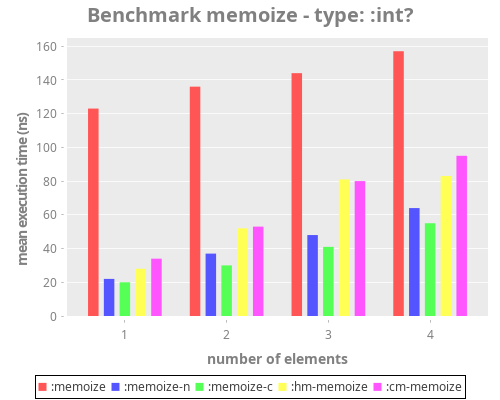 Benchmark memoize - type: :int?
mean execution time (ns)
160
140
120
100
80
60
40
20
0
1 2 3 4
number of elements
:memoize :memoize-n :memoize-c :hm-memoize :cm-memoize